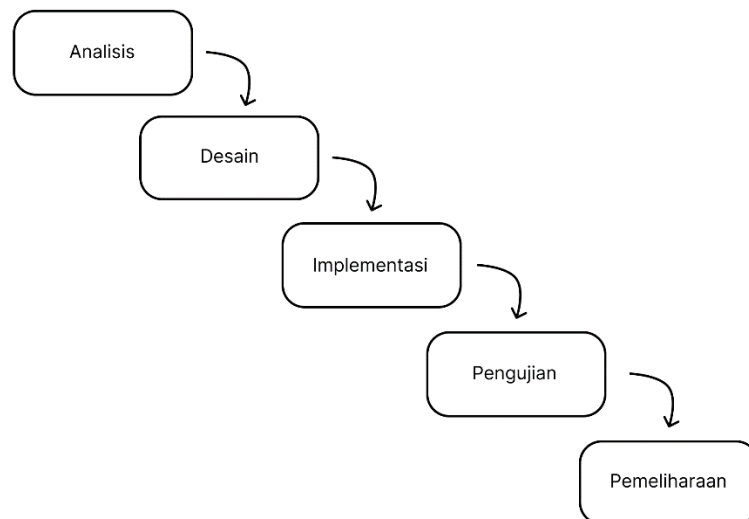 Analisis
Desain
Implementasi
Pengujian
Pemeliharaan